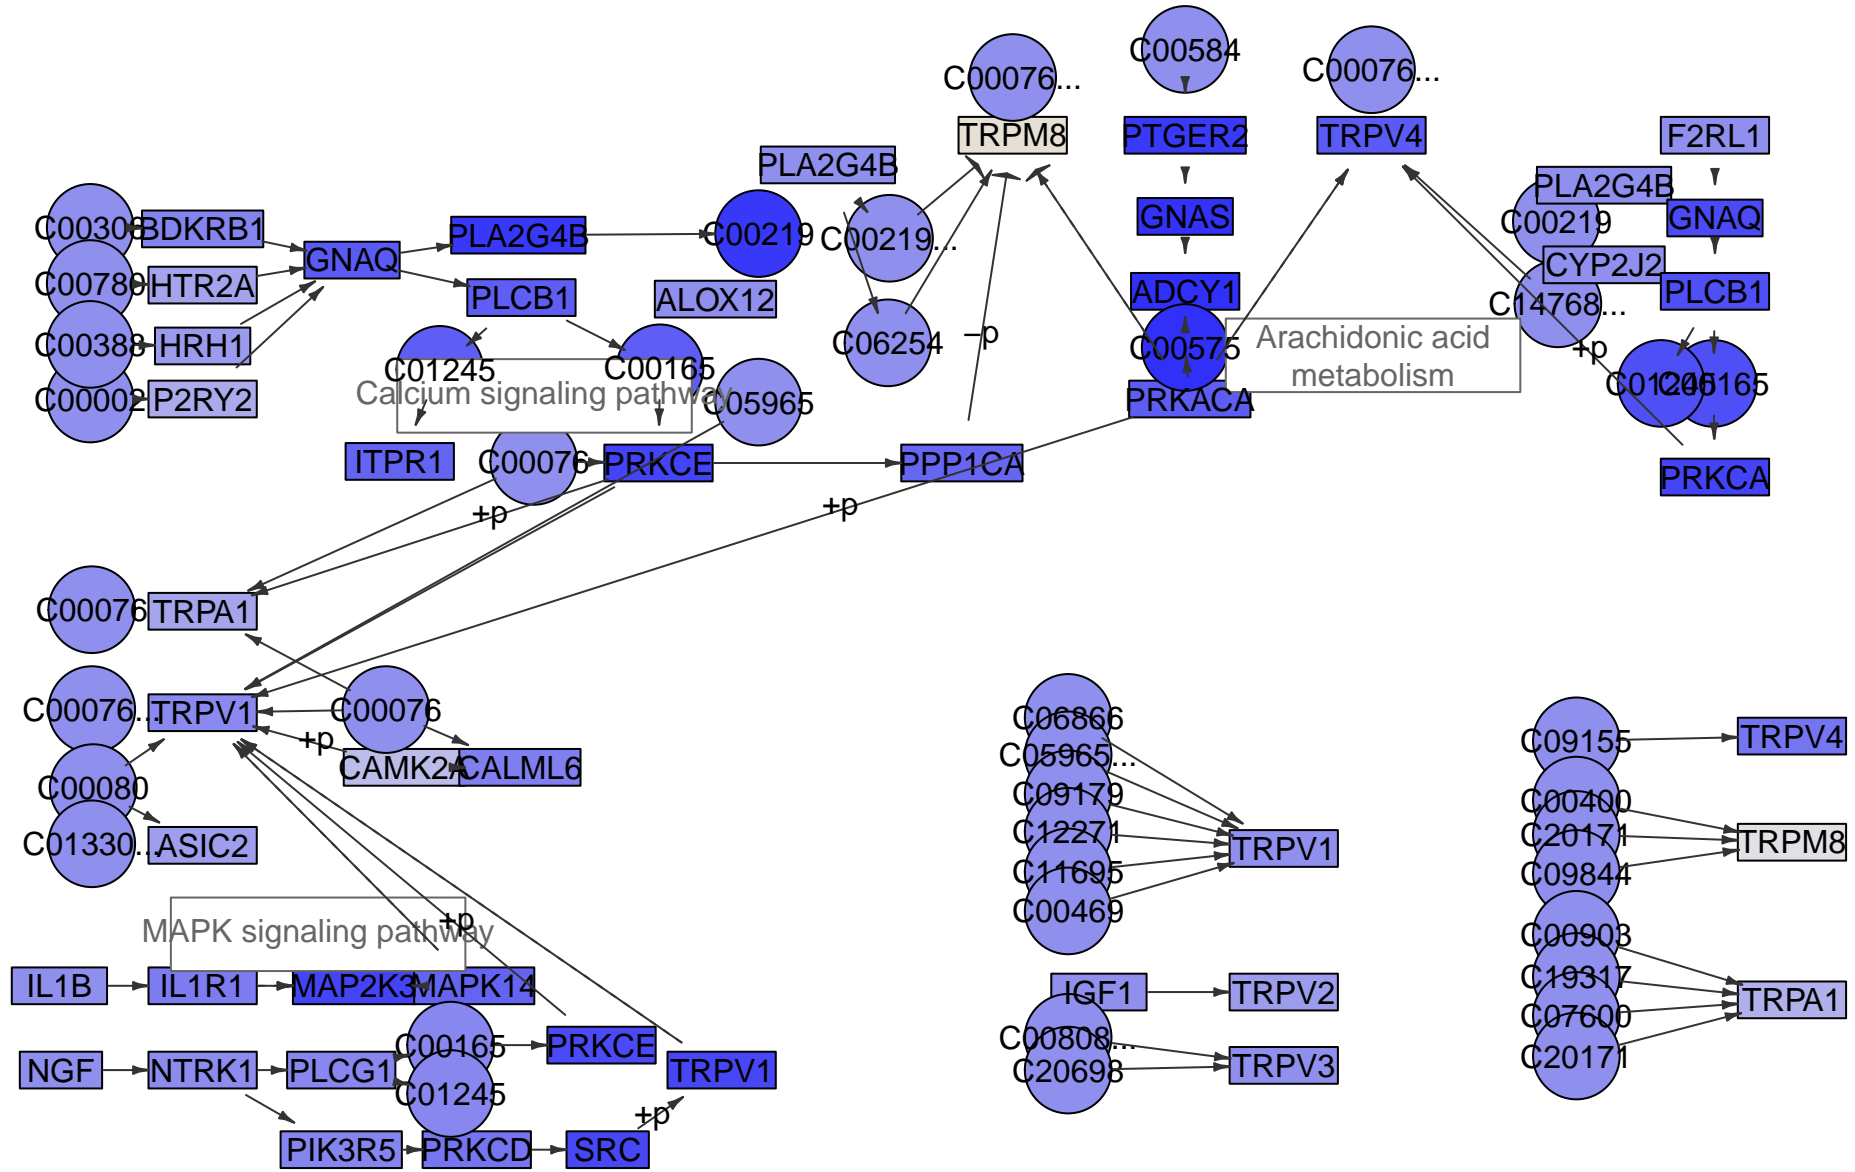 C00584
C00076...
C00076...
TRPM8
PTGER2
TRPV4
F2RL1
PLA2G4B
PLA2G4B
C00219
GNAS
GNAQ
BDKRB1
PLA2G4B
C00219
C00219...
GNAQ
CYP2J2
C00780
HTR2A
PLCB1
ALOX12
ADCY1
C14768...
PLCB1
C00388
HRH1
C06254
–p
C00575
Arachidonic acid
metabolism
+p
C01245
C00165
C00002
P2RY2
Calcium signaling pathway
C05965
PRKACA
C01245
C00165
ITPR1
C00076
PRKCE
PPP1CA
PRKCA
+p
+p
C00076
TRPA1
C00076...
TRPV1
C00076
+p
CAMK2A
CALML6
C00080
C01330...
ASIC2
C06866
C05965...
C09179
C12271
C11695
C00469
TRPV1
C09155
TRPV4
C00400
C20171
C09844
TRPM8
MAPK signaling pathway
+p
IL1B
IL1R1
MAP2K3
MAPK14
IGF1
TRPV2
C00903
C19317
C07600
C20171
TRPA1
NGF
NTRK1
PLCG1
C00165
C01245
PRKCE
TRPV1
C00808...
C20698
TRPV3
+p
PIK3R5
PRKCD
SRC